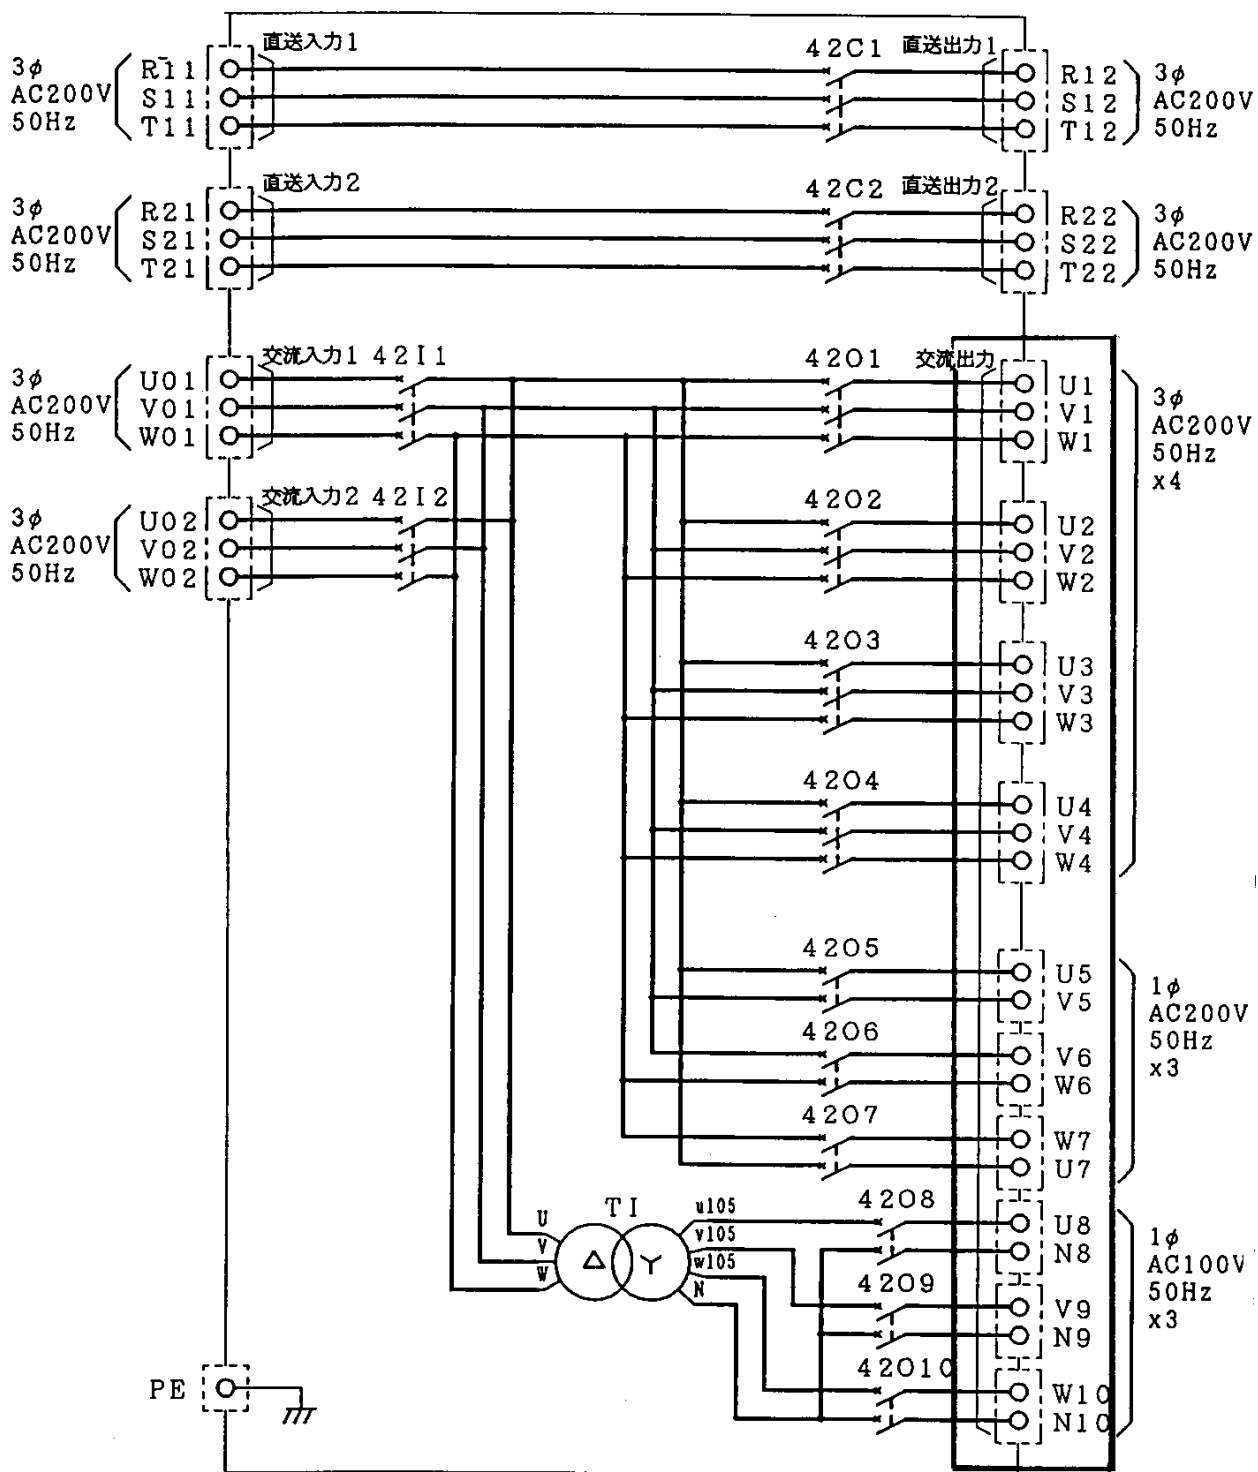 直送入力1
42C1
直送出力1
3φ
AC200V
50Hz
R11
S11
T11
R12
S12
T12
3φ
AC200V
50Hz
直送入力2
42C2
直送出力2
3φ
AC200V
50Hz
R21
S21
T21
R22
S22
T22
3φ
AC200V
50Hz
交流入力1
42I1
42O1
交流出力
3φ
AC200V
50Hz
U01
V01
W01
U1
V1
W1
3φ
AC200V
50Hz
x4
交流入力2
42I2
3φ
AC200V
50Hz
U02
V02
W02
42O2
U2
V2
W2
42O3
U3
V3
W3
42O4
U4
V4
W4
42O5
U5
V5
42O6
V6
W6
42O7
W7
U7
1φ
AC200V
50Hz
x3
TI
U
V
W
Δ
Y
u105
v105
w105
N
42O8
U8
N8
42O9
V9
N9
42O10
W10
N10
1φ
AC100V
50Hz
x3
PE